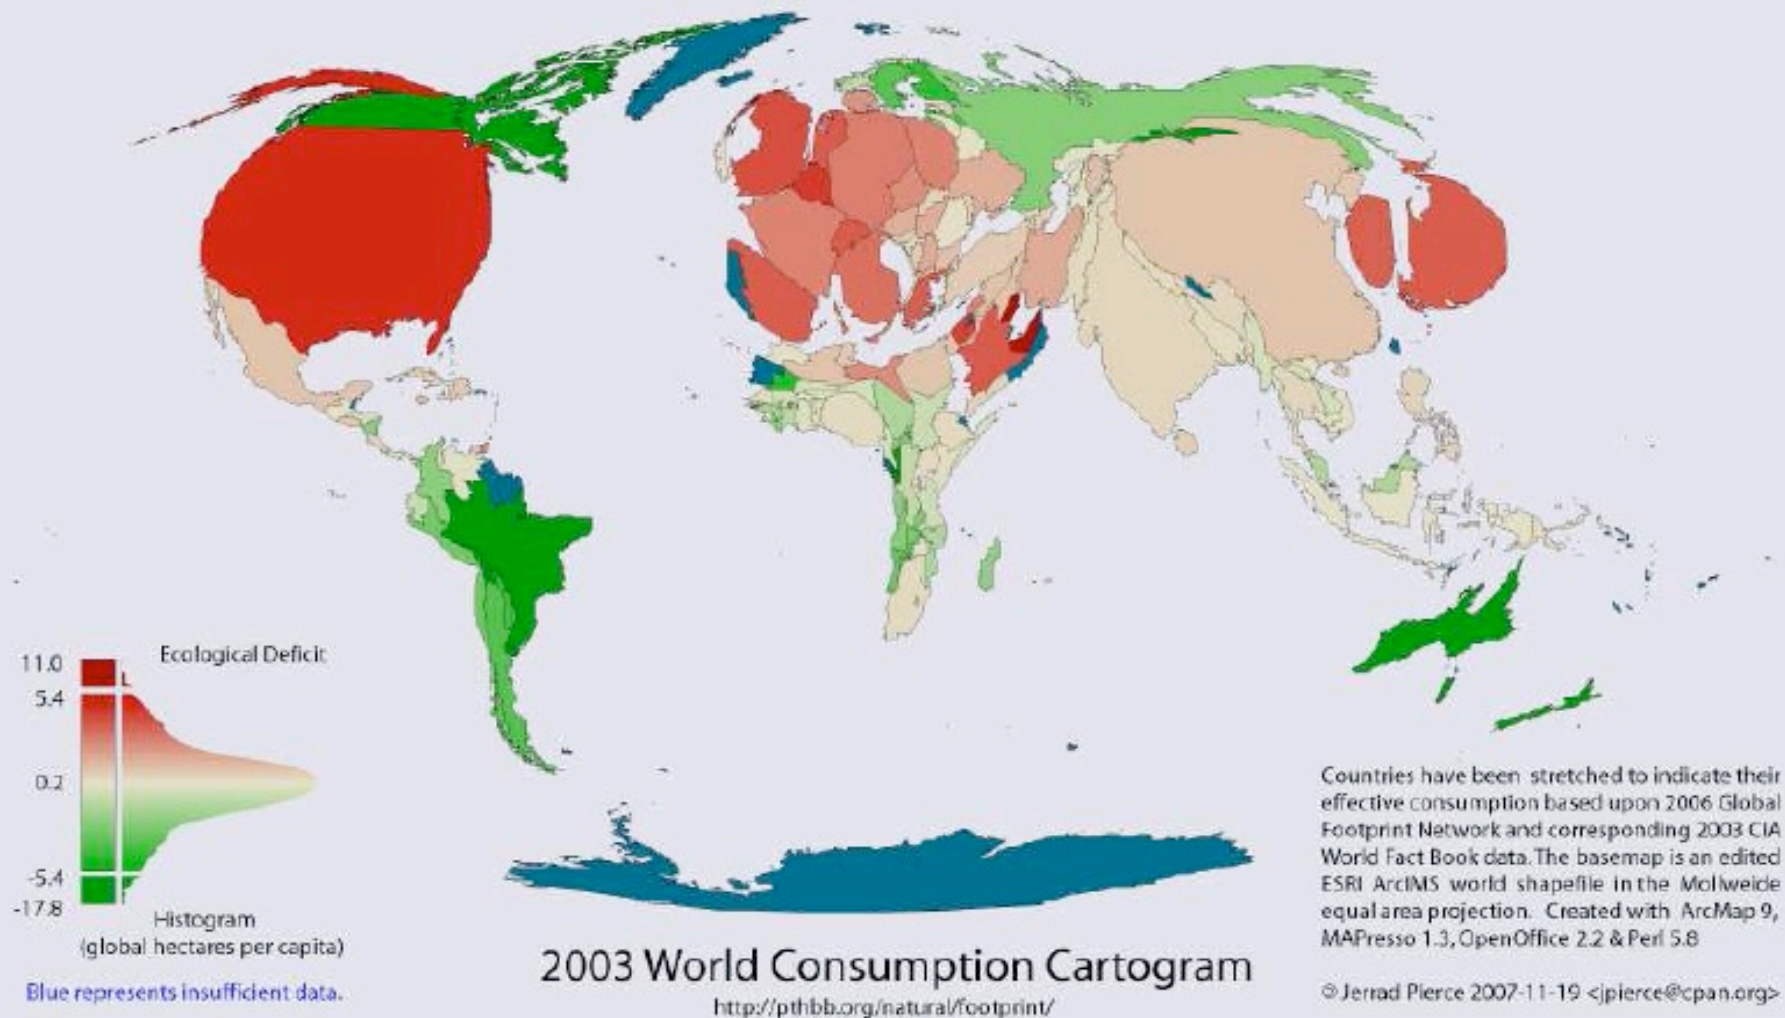 Ecological Deficit
11.0
5.4
0.2
-5.4
-17.8
Histogram
(global hectares per capita)
Blue represents insufficient data.
2003 World Consumption Cartogram
http://pthbb.org/natural/footprint/
Countries have been stretched to indicate their
effective consumption based upon 2006 Global
Footprint Network and corresponding 2003 CIA
World Fact Book data. The basemap is an edited
ESRI ArcIMS world shapefile in the Mollweide
equal area projection. Created with ArcMap 9,
MAPresso 1.3, OpenOffice 2.2 & Perl 5.8
© Jerrad Pierce 2007-11-19 <jpierce@cpan.org>